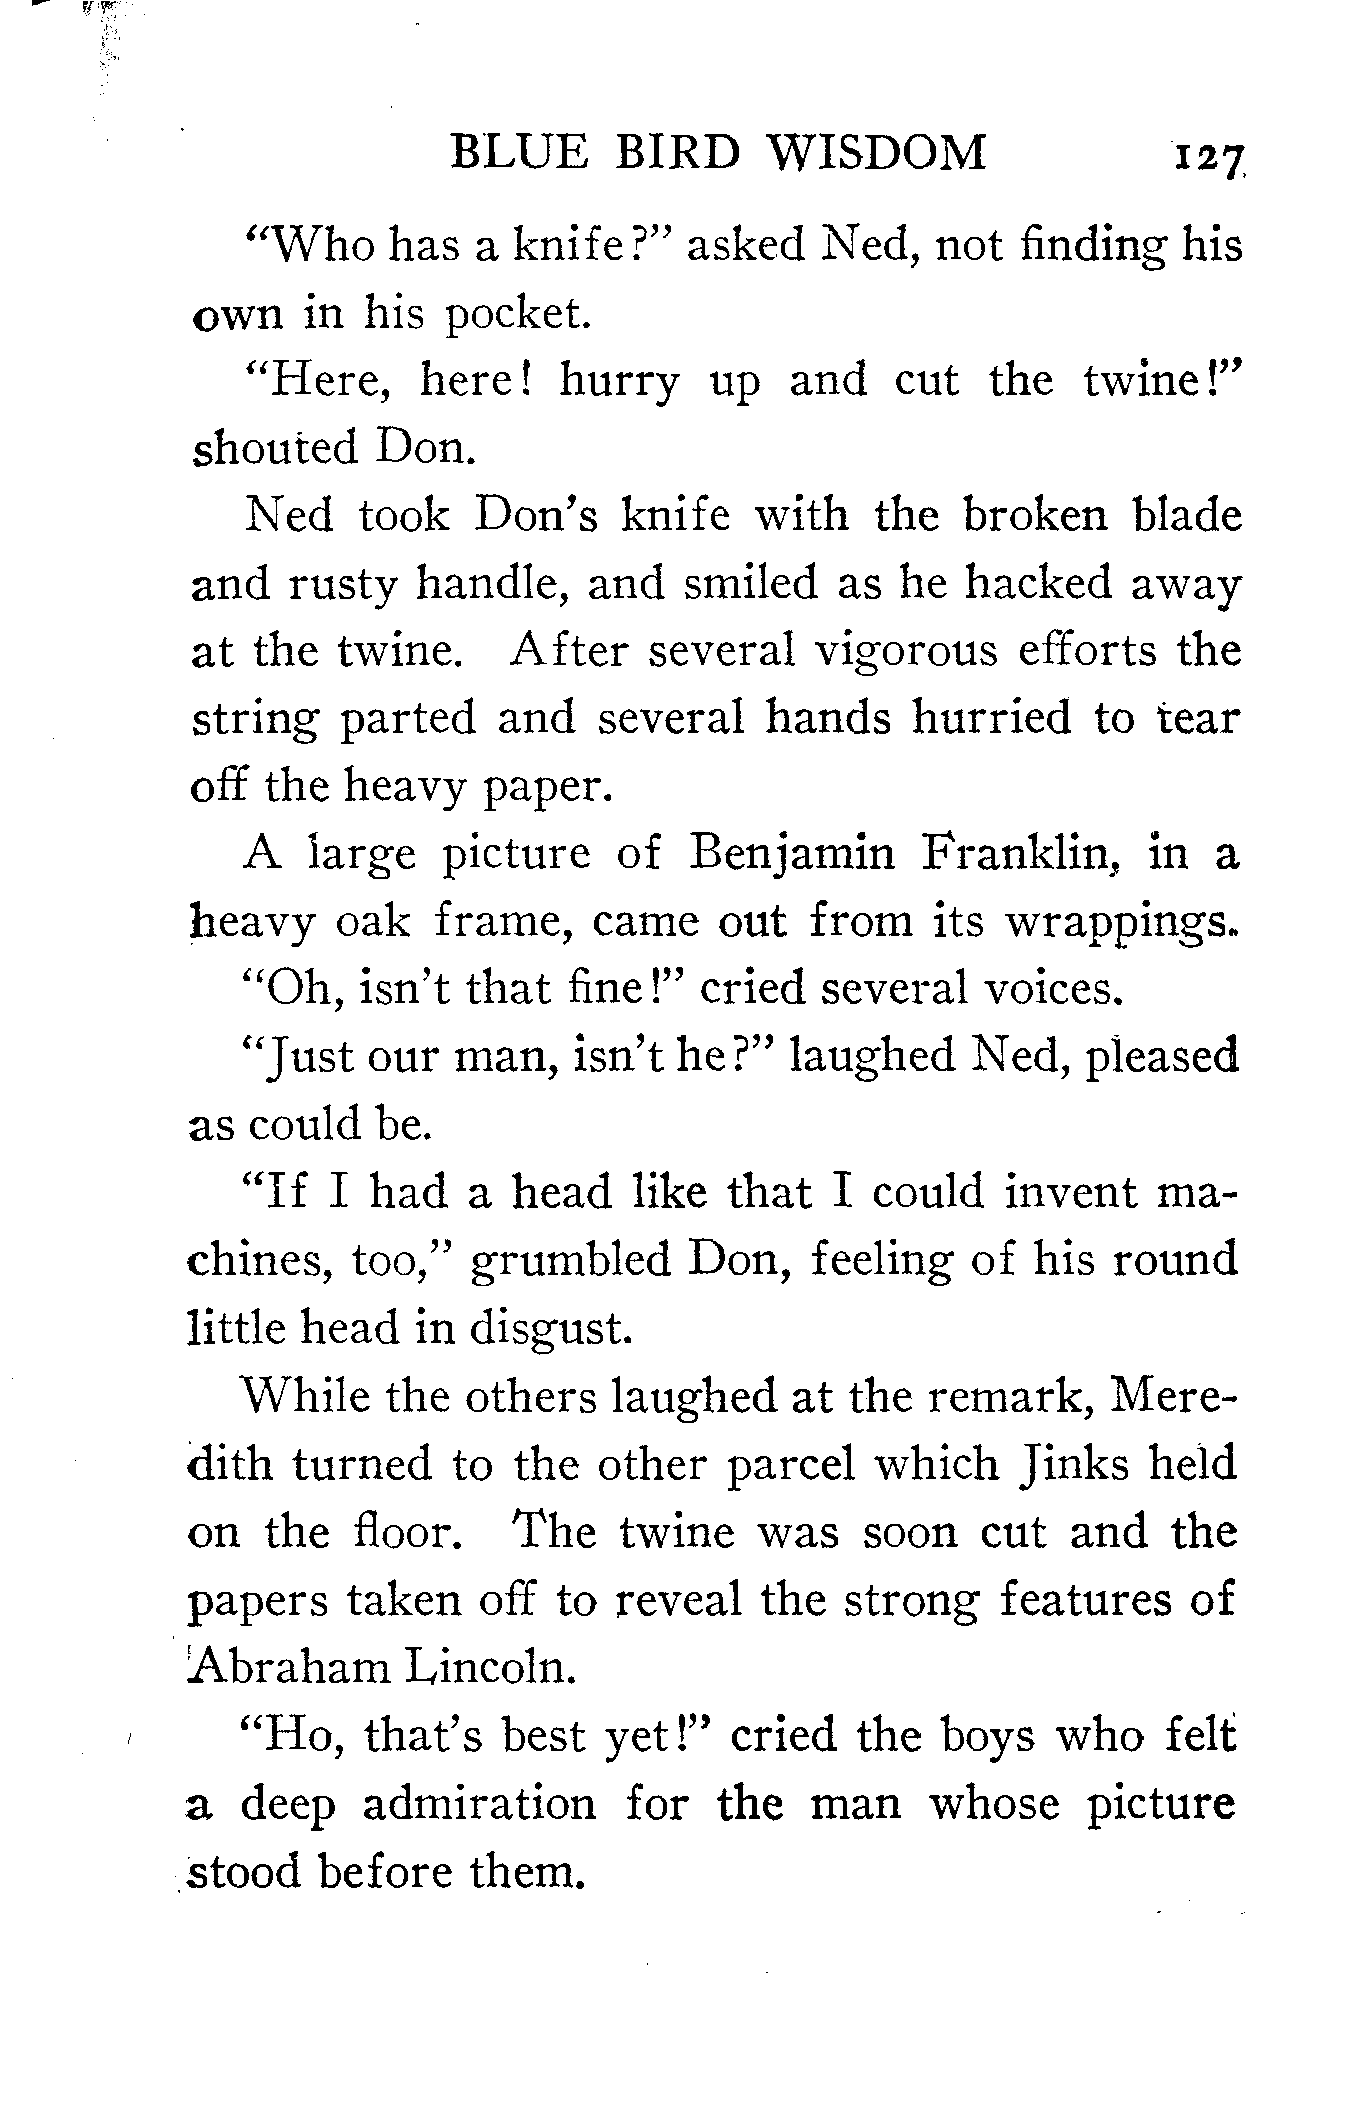 BLUE BIRD WISDOM 127
"Who has a knife?" asked Ned, not finding his
own in his pocket.
"Here, here! hurry up and cut the twine!"
shouted Don.
Ned took Don's knife with the broken blade
and rusty handle, and smiled as he hacked away
at the twine. After several vigorous efforts the
string parted and several hands hurried to tear
off the heavy paper.
A large picture of Benjamin Franklin, in a
heavy oak frame, came out from its wrappings.
"Oh, isn't that fine!" cried several voices.
"Just our man, isn't he?" laughed Ned, pleased
as could be.
"If I had a head like that I could invent ma-
chines, too," grumbled Don, feeling of his round
little head in disgust.
While the others laughed at the remark, Mere-
dith turned to the other parcel which Jinks held
on the floor. The twine was soon cut and the
papers taken off to reveal the strong features of
Abraham Lincoln.
"Ho, that's best yet!" cried the boys who felt
a deep admiration for the man whose picture
stood before them.